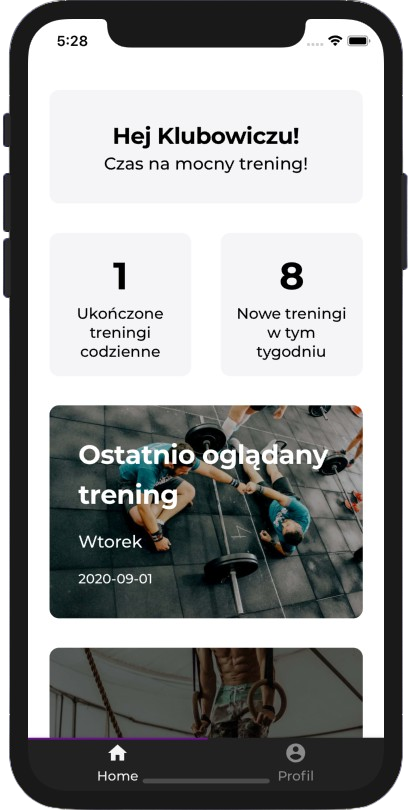 5:28
Hej Klubowiczu!
Czas na mocny trening!
1
Ukończone
treningi
codzienne
8
Nowe treningi
w tym
tygodniu
Ostatnio oglądany
trening
Wtorek
2020-09-01
Home
Profil